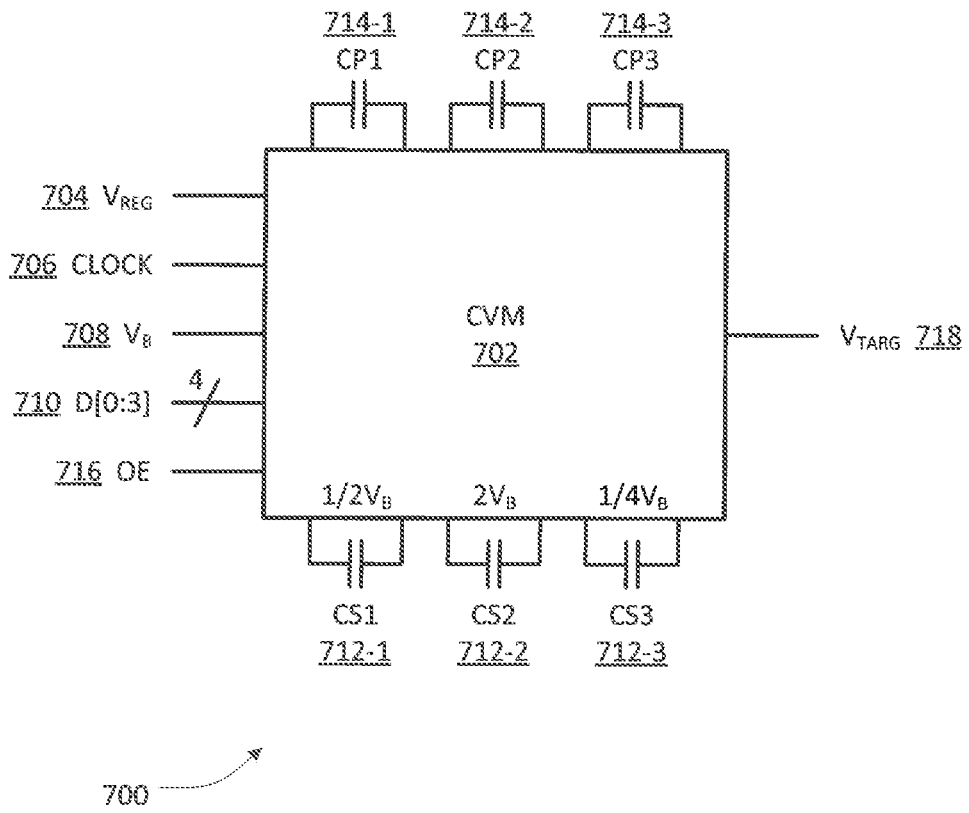 714-1 714-2 714-3
CP1 CP2 CP3
704 VREG
706 CLOCK
708 VB
4
710 D[0:3]
716 OE
CVM
702
VTARG 718
1/2VB 2VB 1/4VB
CS1 CS2 CS3
712-1 712-2 712-3
700